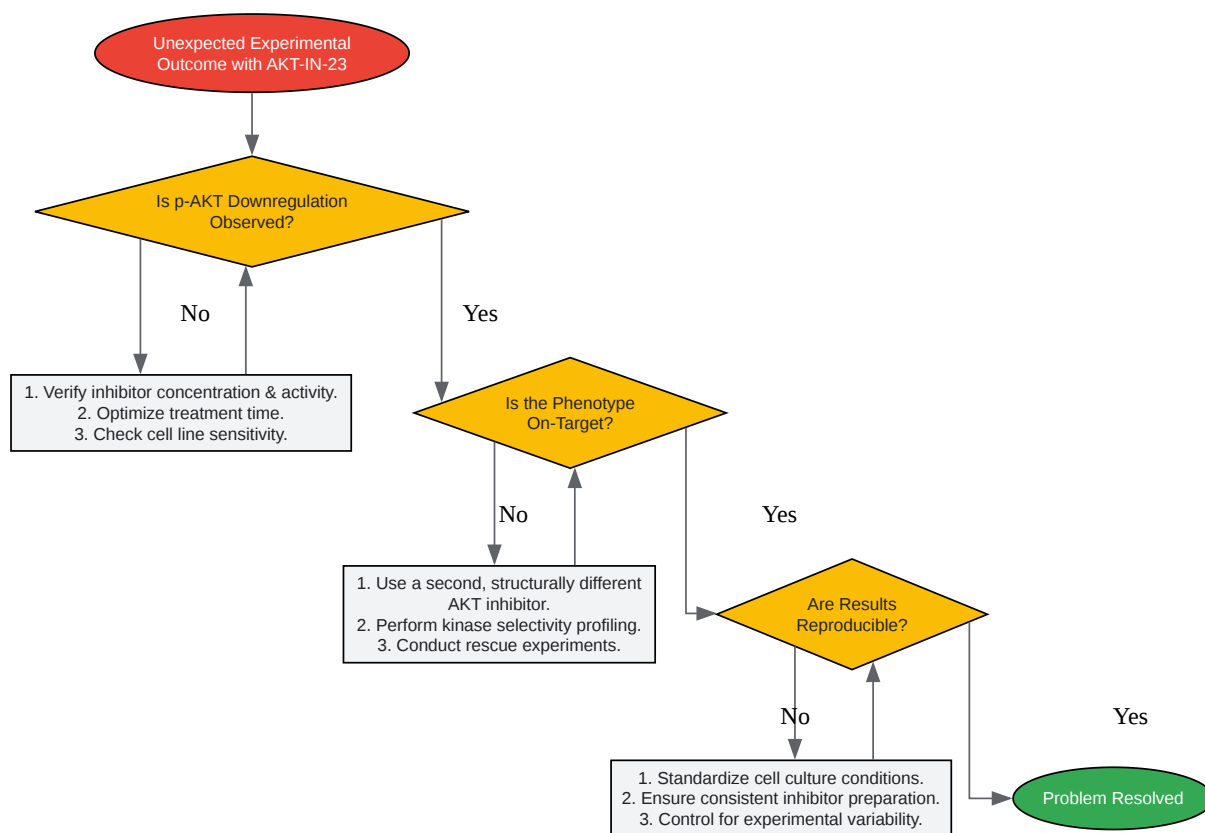 Unexpected Experimental
Outcome with AKT-IN-23
Is p-AKT Downregulation
Observed?
No
Yes
1. Verify inhibitor concentration & activity.
2. Optimize treatment time.
3. Check cell line sensitivity.
Is the Phenotype
On-Target?
No
Yes
1. Use a second, structurally different
AKT inhibitor.
2. Perform kinase selectivity profiling.
3. Conduct rescue experiments.
Are Results
Reproducible?
No
Yes
1. Standardize cell culture conditions.
2. Ensure consistent inhibitor preparation.
3. Control for experimental variability.
Problem Resolved